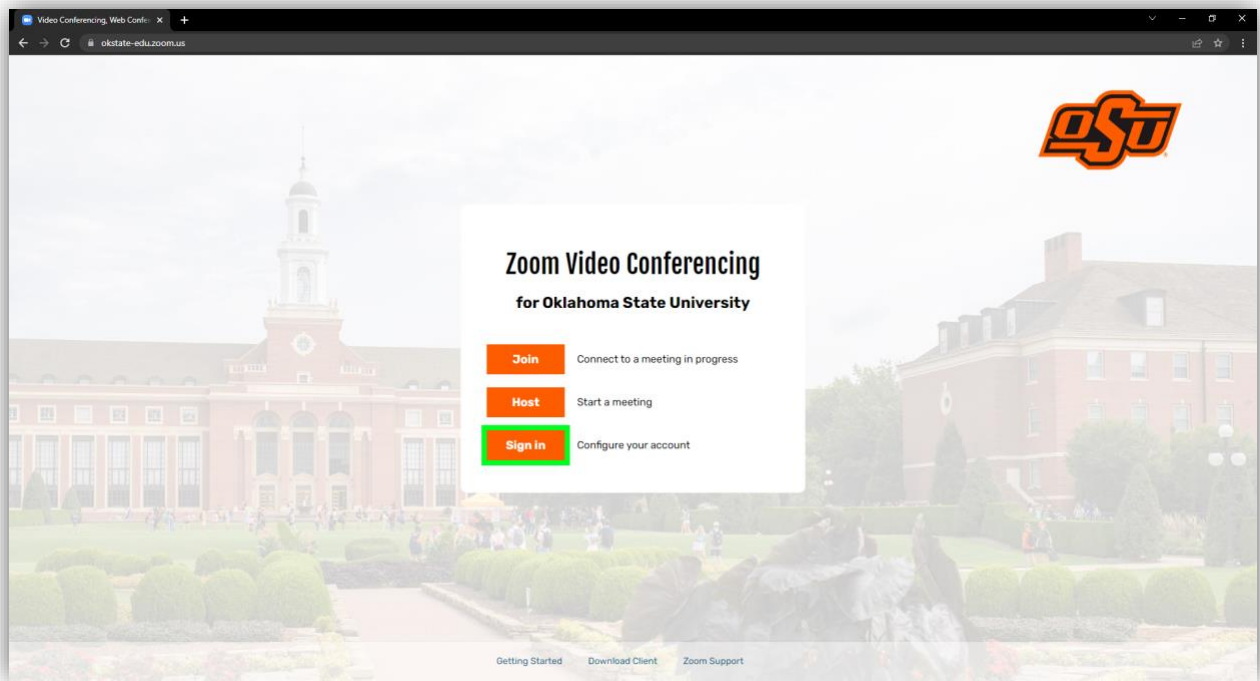 Video Conferencing, Web Confe
okstate-edu.zoom.us
OSU
Zoom Video Conferencing
for Oklahoma State University
Join Connect to a meeting in progress
Host Start a meeting
Sign in Configure your account
Getting Started Download Client Zoom Support